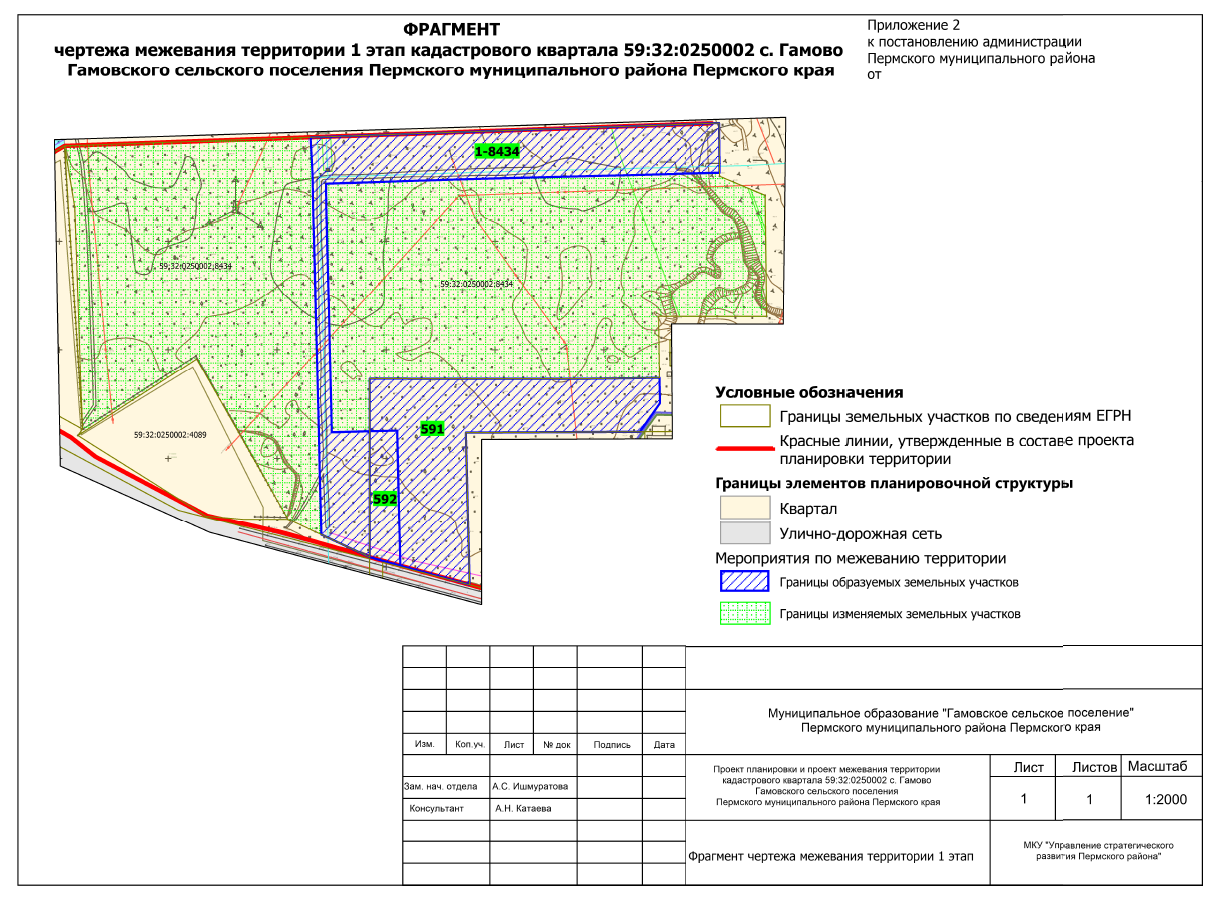 ФРАГМЕНТ
чертежа межевания территории 1 этап кадастрового квартала 59:32:0250002 с. Гамово
Гамовского сельского поселения Пермского муниципального района Пермского края
Приложение 2
к постановлению администрации
Пермского муниципального района
от
1-8434
59:32:0250002:8434
59:32:0250002:8434
591
59:32:0250002:4089
592
Условные обозначения
Границы земельных участков по сведениям ЕГРН
Красные линии, утвержденные в составе проекта
планировки территории
Границы элементов планировочной структуры
Квартал
Улично-дорожная сеть
Мероприятия по межеванию территории
Границы образуемых земельных участков
Границы изменяемых земельных участков
Изм. Коп.уч. Лист № док Подпись Дата
Зам. нач. отдела А.С. Ишмуратова
Консультант А.Н. Катаева
Муниципальное образование "Гамовское сельское поселение"
Пермского муниципального района Пермского края
Проект планировки и проект межевания территории
кадастрового квартала 59:32:0250002 с. Гамово
Гамовского сельского поселения
Пермского муниципального района Пермского края
Лист Листов Масштаб
1 1 1:2000
Фрагмент чертежа межевания территории 1 этап
МКУ "Управление стратегического
развития Пермского района"